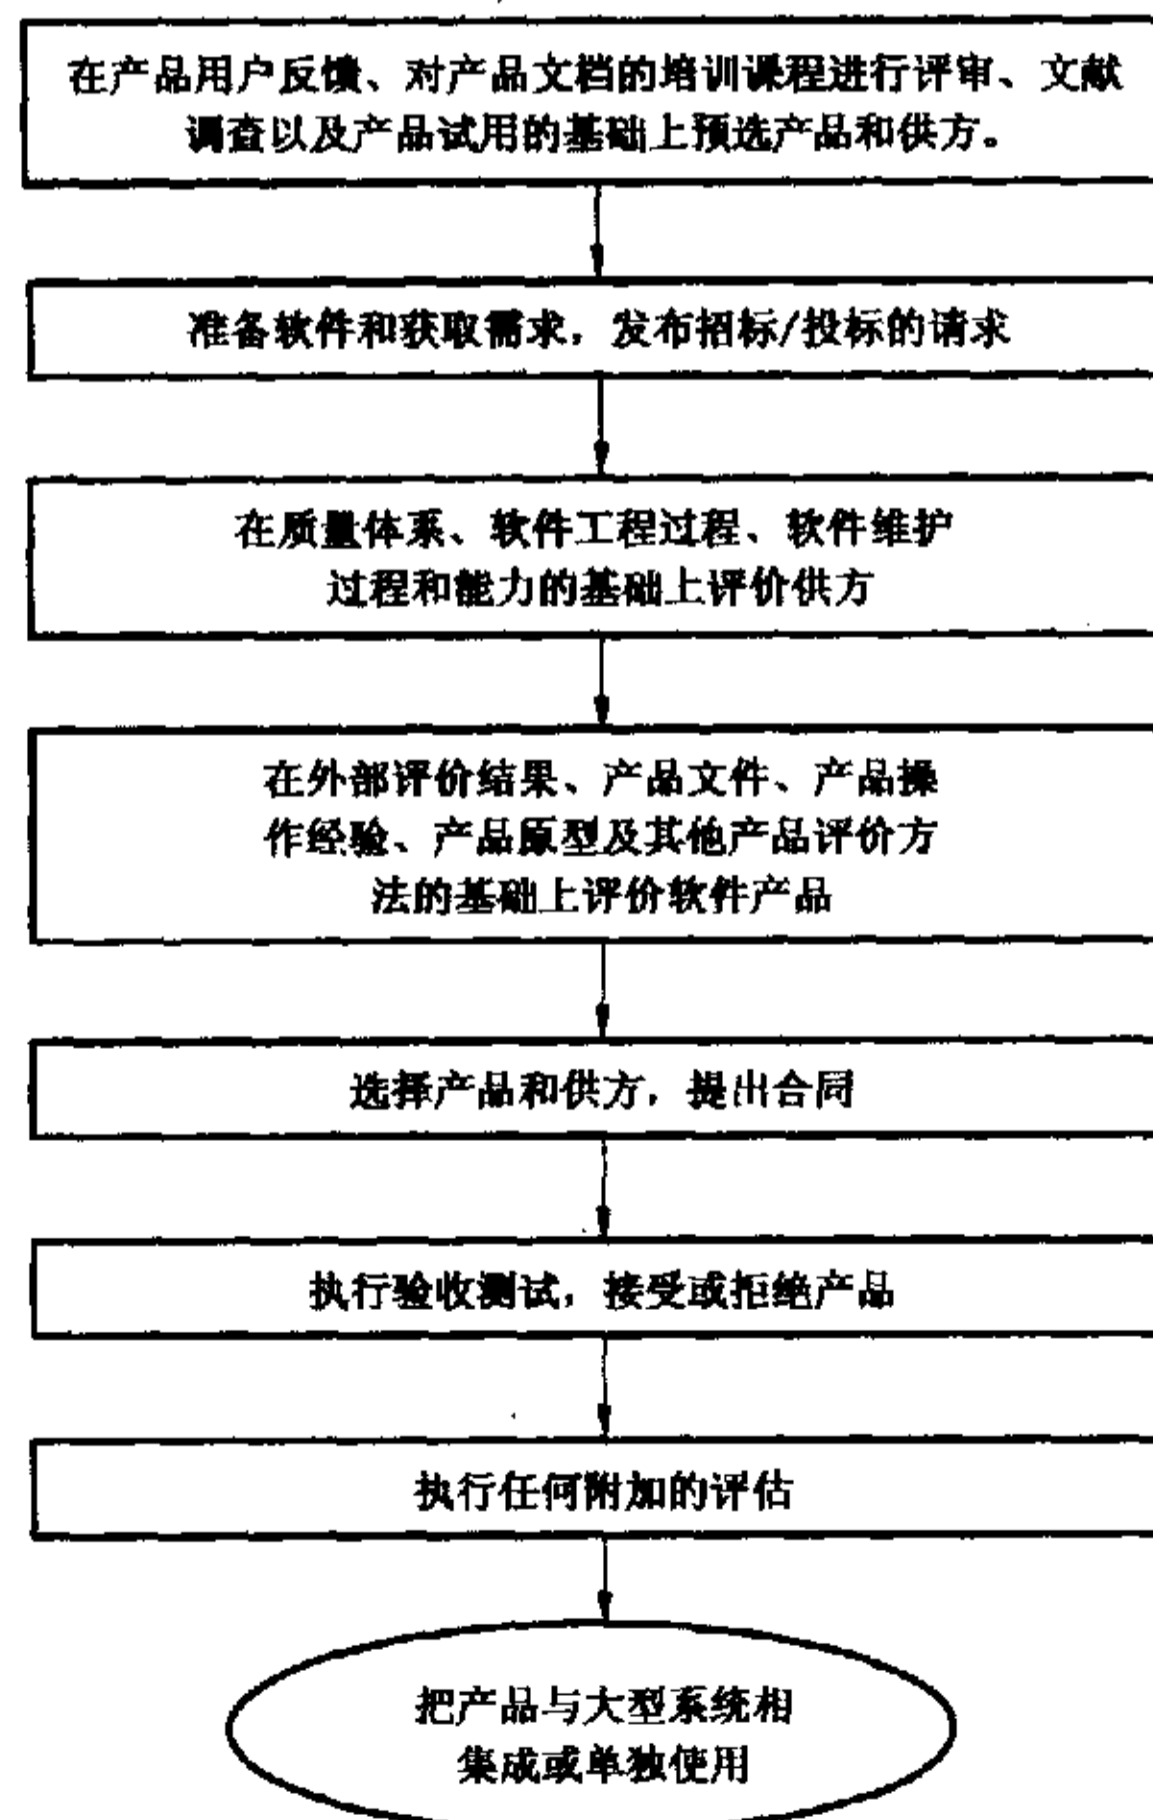 在产品用户反馈、对产品文档的培训课程进行评审、文献
调查以及产品试用的基础上预选产品和供方。
准备软件和获取需求，发布招标/投标的请求
在质量体系、软件工程过程、软件维护
过程和能力的基础上评价供方
在外部评价结果、产品文件、产品操
作经验、产品原型及其他产品评价方
法的基础上评价软件产品
选择产品和供方，提出合同
执行验收测试，接受或拒绝产品
执行任何附加的评估
把产品与大型系统相
集成或单独使用